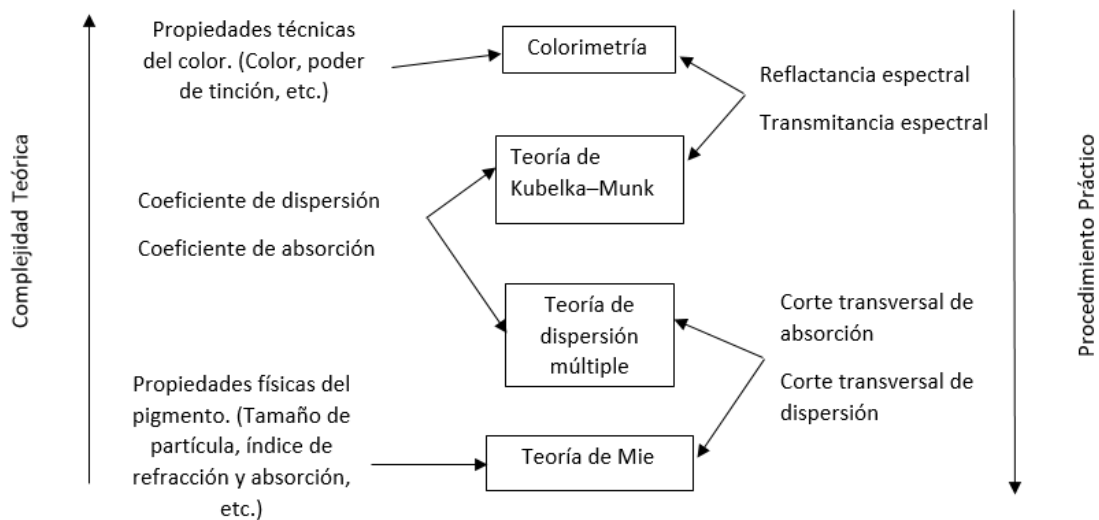 Propiedades técnicas
del color. (Color, poder
de tinción, etc.)
Colorimetría
Reflactancia espectral
Transmitancia espectral
Complejidad Teórica
Procedimiento Práctico
Teoría de
Kubelka–Munk
Coeficiente de dispersión
Coeficiente de absorción
Teoría de
dispersión
múltiple
Corte transversal de
absorción
Corte transversal de
dispersión
Propiedades físicas del
pigmento. (Tamaño de
partícula, índice de
refracción y absorción,
etc.)
Teoría de Mie